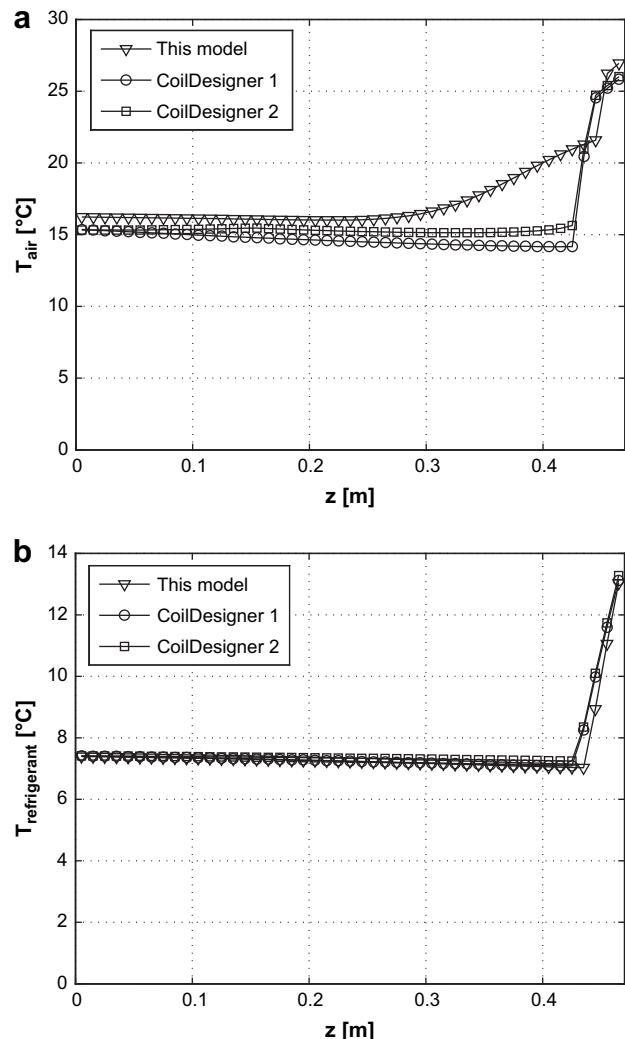 a
30
25
20
15
10
5
0
T_air [°C]
This model
CoilDesigner 1
CoilDesigner 2
0 0.1 0.2 0.3 0.4
z [m]
b
14
12
10
8
6
4
2
0
T_refrigerant [°C]
This model
CoilDesigner 1
CoilDesigner 2
0 0.1 0.2 0.3 0.4
z [m]